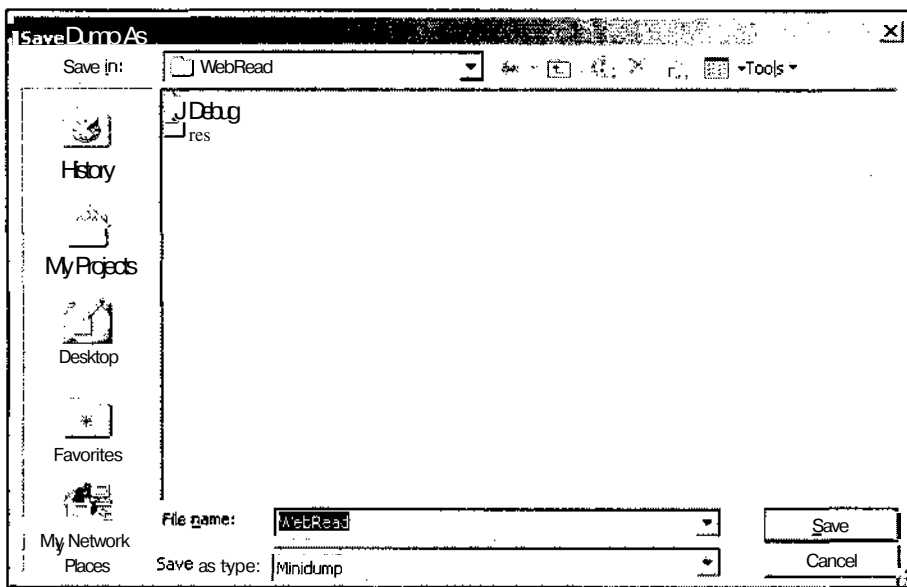 Save Dump As
Save in:
WebRead
Tools
Debug
res
History
My Projects
Desktop
Favorites
My Network
Places
File name:
WebRead
Save
Save as type:
Minidump
Cancel